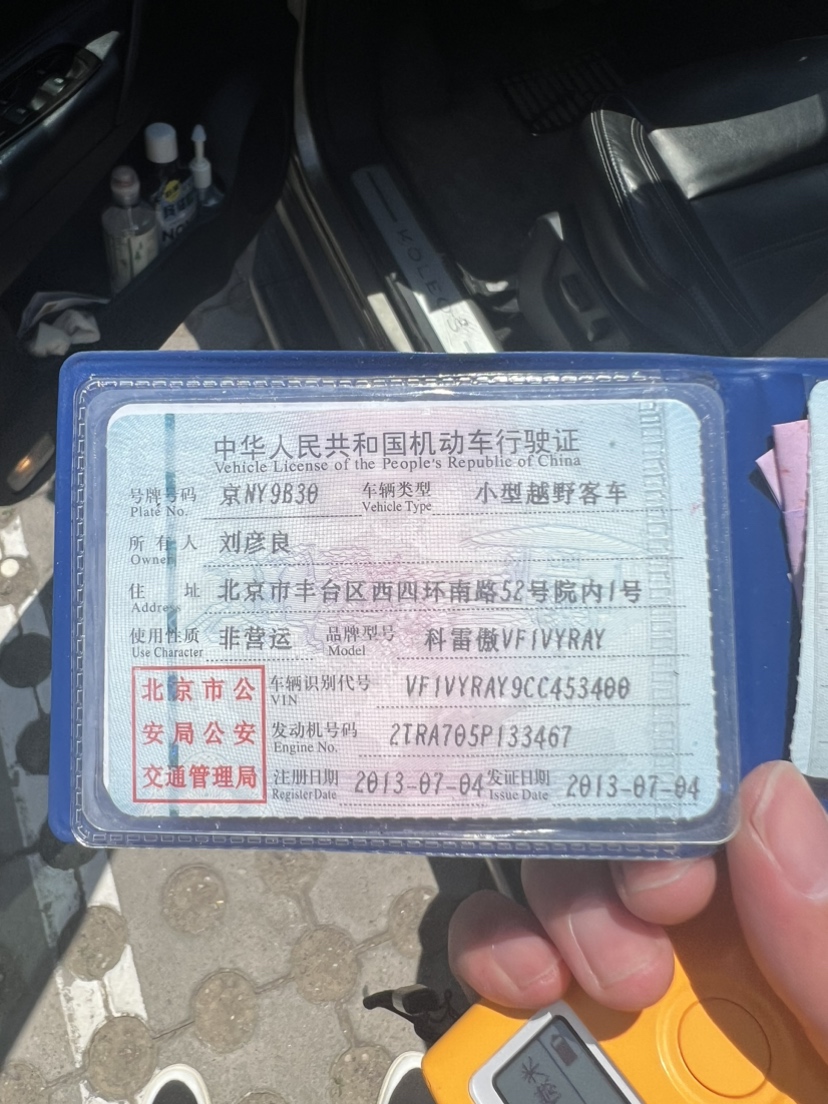 KOLEOS
中华人民共和国机动车行驶证
Vehicle License of the People's Republic of China
号牌号码 京NY9B30 车辆类型 小型越野客车
Plate No. Vehicle Type
所有人 刘彦良
Owner
住址 北京市丰台区西四环南路52号院内1号
Address
使用性质 非营运 品牌型号 科雷傲VF1VYRAY
Use Character Model
北京市公
安局公安
交通管理局
车辆识别代号 VF1VYRAY9CC453400
VIN
发动机号码 2TRA705P133467
Engine No.
注册日期 2013-07-04 发证日期 2013-07-04
Register Date Issue Date